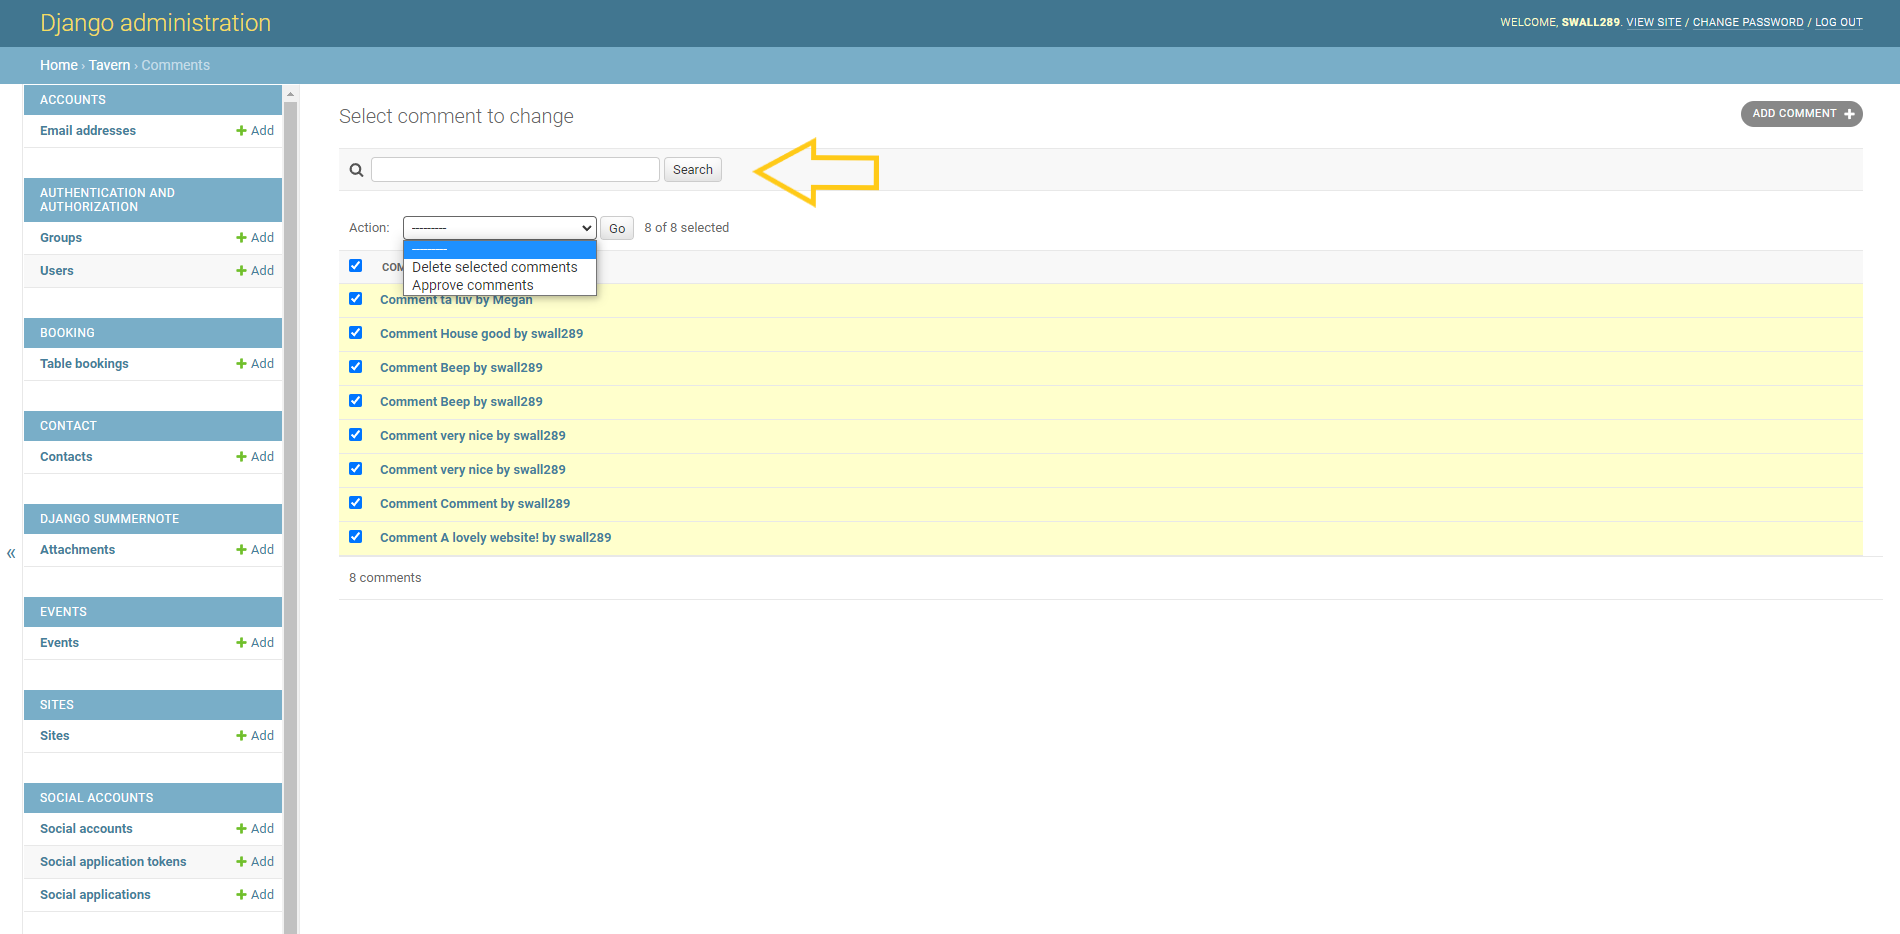 Django administration
WELCOME, SWALL289. VIEW SITE / CHANGE PASSWORD / LOG OUT
Home › Tavern › Comments
ACCOUNTS
Email addresses
Add
AUTHENTICATION AND
AUTHORIZATION
Groups
Add
Users
Add
BOOKING
Table bookings
Add
CONTACT
Contacts
Add
DJANGO SUMMERNOTE
Attachments
Add
«
EVENTS
Events
Add
SITES
Sites
Add
SOCIAL ACCOUNTS
Social accounts
Add
Social application tokens
Add
Social applications
Add
Select comment to change
ADD COMMENT
Search
Action:
---------
Go
8 of 8 selected
---------
Delete selected comments
Approve comments
Comment ta luv by Megan
Comment House good by swall289
Comment Beep by swall289
Comment Beep by swall289
Comment very nice by swall289
Comment very nice by swall289
Comment Comment by swall289
Comment A lovely website! by swall289
8 comments